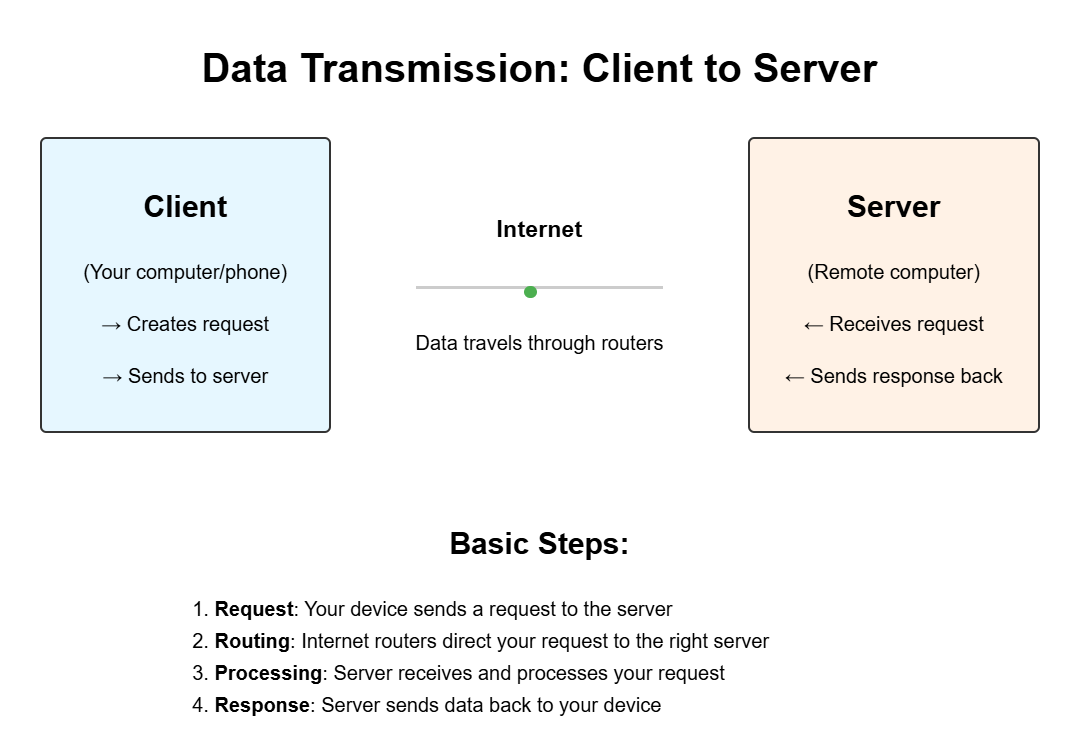 Data Transmission: Client to Server
Client
(Your computer/phone)
→ Creates request
→ Sends to server
Internet
Data travels through routers
Server
(Remote computer)
← Receives request
← Sends response back
Basic Steps:
1. Request: Your device sends a request to the server
2. Routing: Internet routers direct your request to the right server
3. Processing: Server receives and processes your request
4. Response: Server sends data back to your device